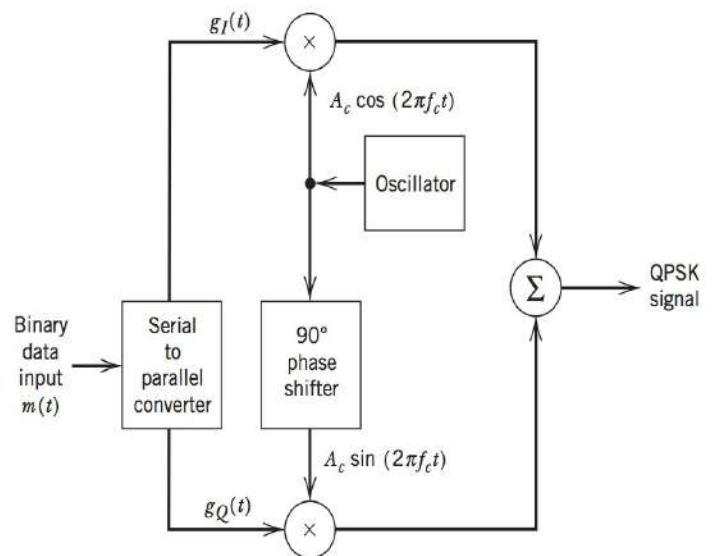 g_I(t)
×
A_c cos (2πf_ct)
Oscillator
Σ
QPSK
signal
Binary
data
input
m(t)
Serial
to
parallel
converter
90°
phase
shifter
A_c sin (2πf_ct)
g_Q(t)
×